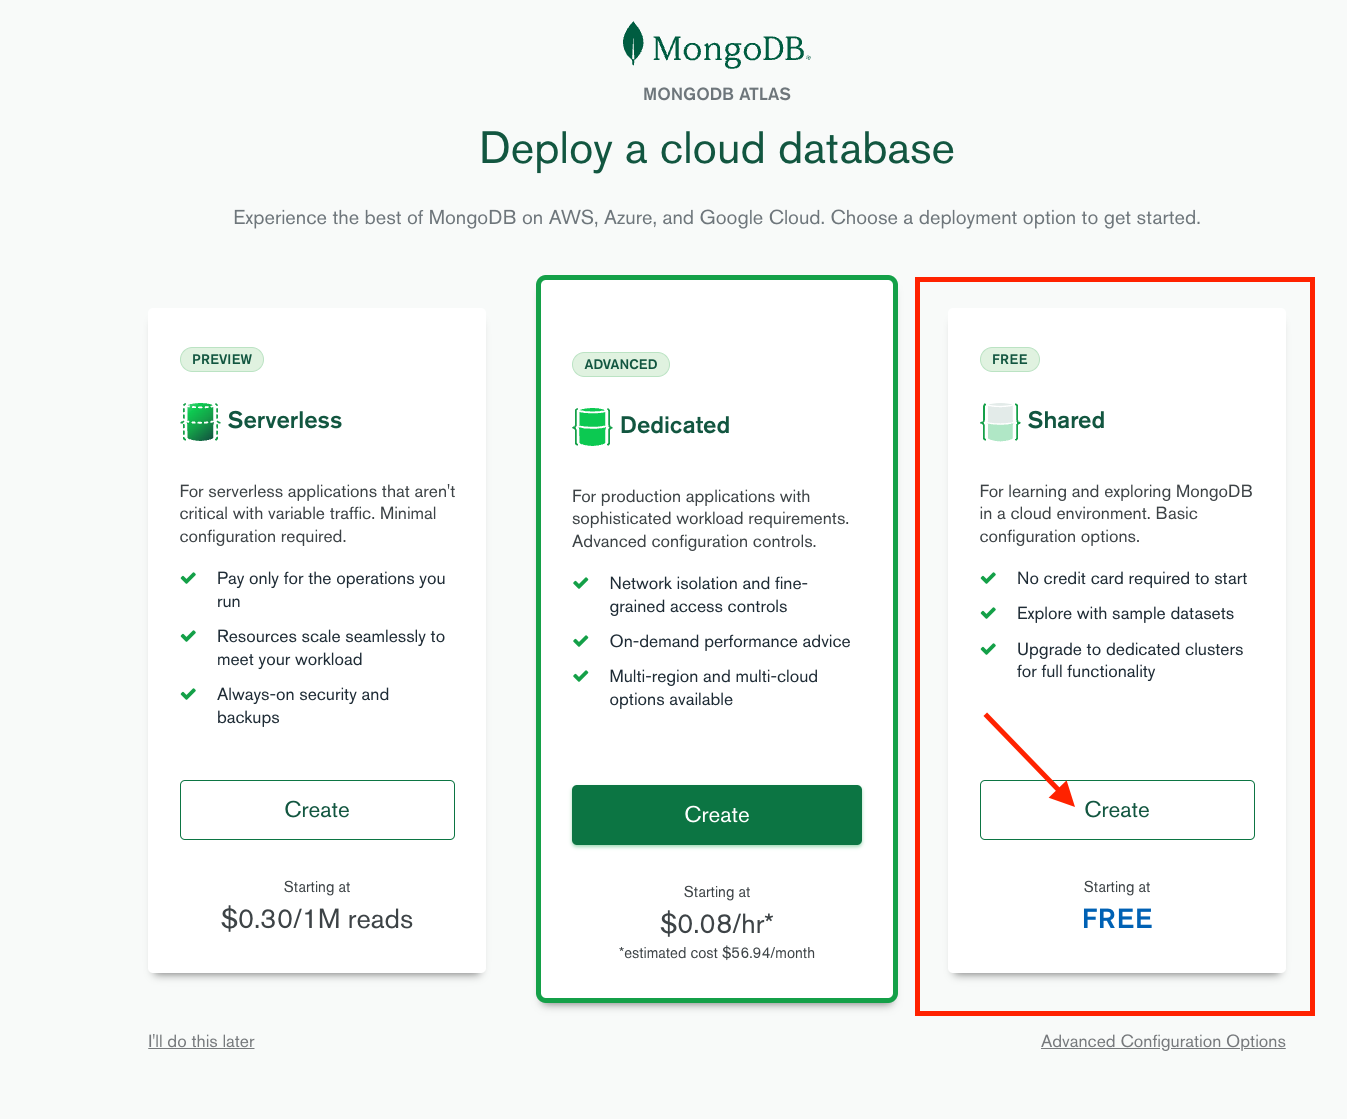 MongoDB
MONGODB ATLAS
Deploy a cloud database
Experience the best of MongoDB on AWS, Azure, and Google Cloud. Choose a deployment option to get started.
PREVIEW
Serverless
For serverless applications that aren't
critical with variable traffic. Minimal
configuration required.
Pay only for the operations you
run
Resources scale seamlessly to
meet your workload
Always-on security and
backups
Create
Starting at
$0.30/1M reads
ADVANCED
Dedicated
For production applications with
sophisticated workload requirements.
Advanced configuration controls.
Network isolation and fine-
grained access controls
On-demand performance advice
Multi-region and multi-cloud
options available
Create
Starting at
$0.08/hr*
*estimated cost $56.94/month
FREE
Shared
For learning and exploring MongoDB
in a cloud environment. Basic
configuration options.
No credit card required to start
Explore with sample datasets
Upgrade to dedicated clusters
for full functionality
Create
Starting at
FREE
I'll do this later
Advanced Configuration Options